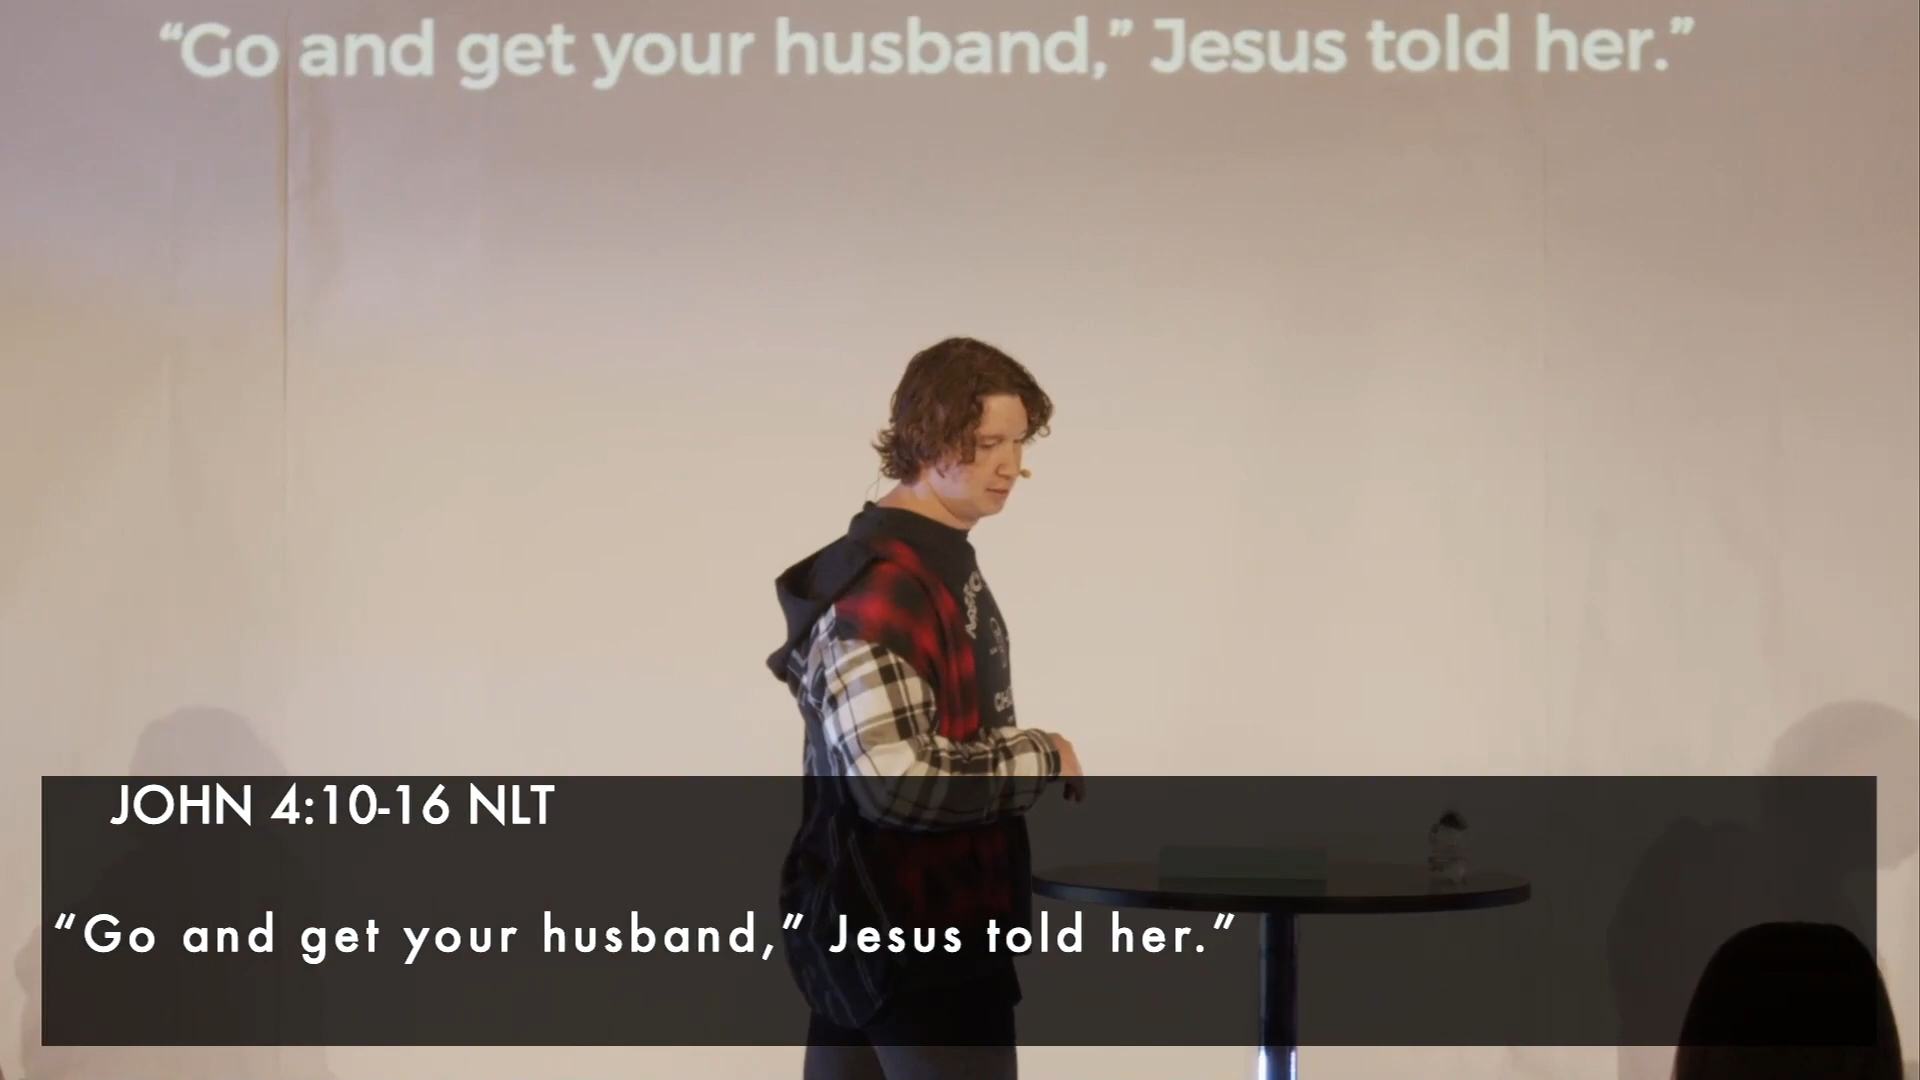 “Go and get your husband,” Jesus told her.”
JOHN 4:10-16 NLT
“Go and get your husband,” Jesus told her.”